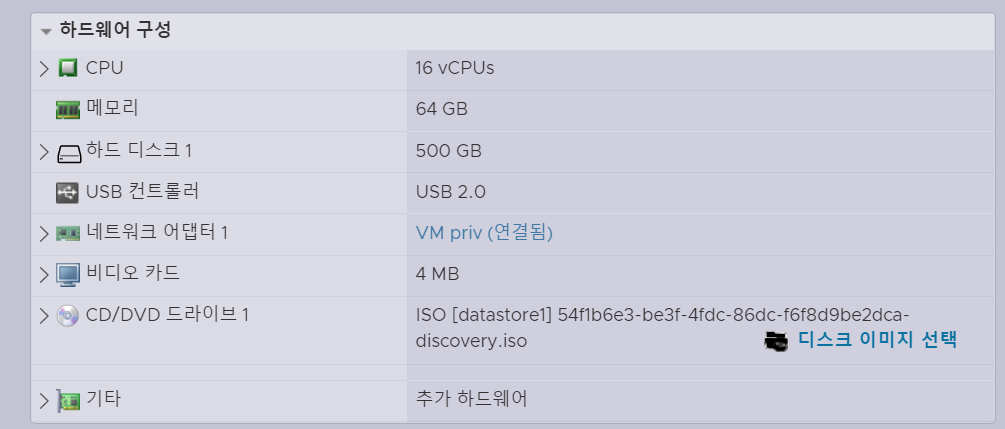 하드웨어 구성
CPU 16 vCPUs
메모리 64 GB
하드 디스크 1 500 GB
USB 컨트롤러 USB 2.0
네트워크 어댑터 1 VM priv (연결됨)
비디오 카드 4 MB
CD/DVD 드라이브 1 ISO [datastore1] 54f1b6e3-be3f-4fdc-86dc-f6f8d9be2dca-
discovery.iso 디스크 이미지 선택
기타 추가 하드웨어